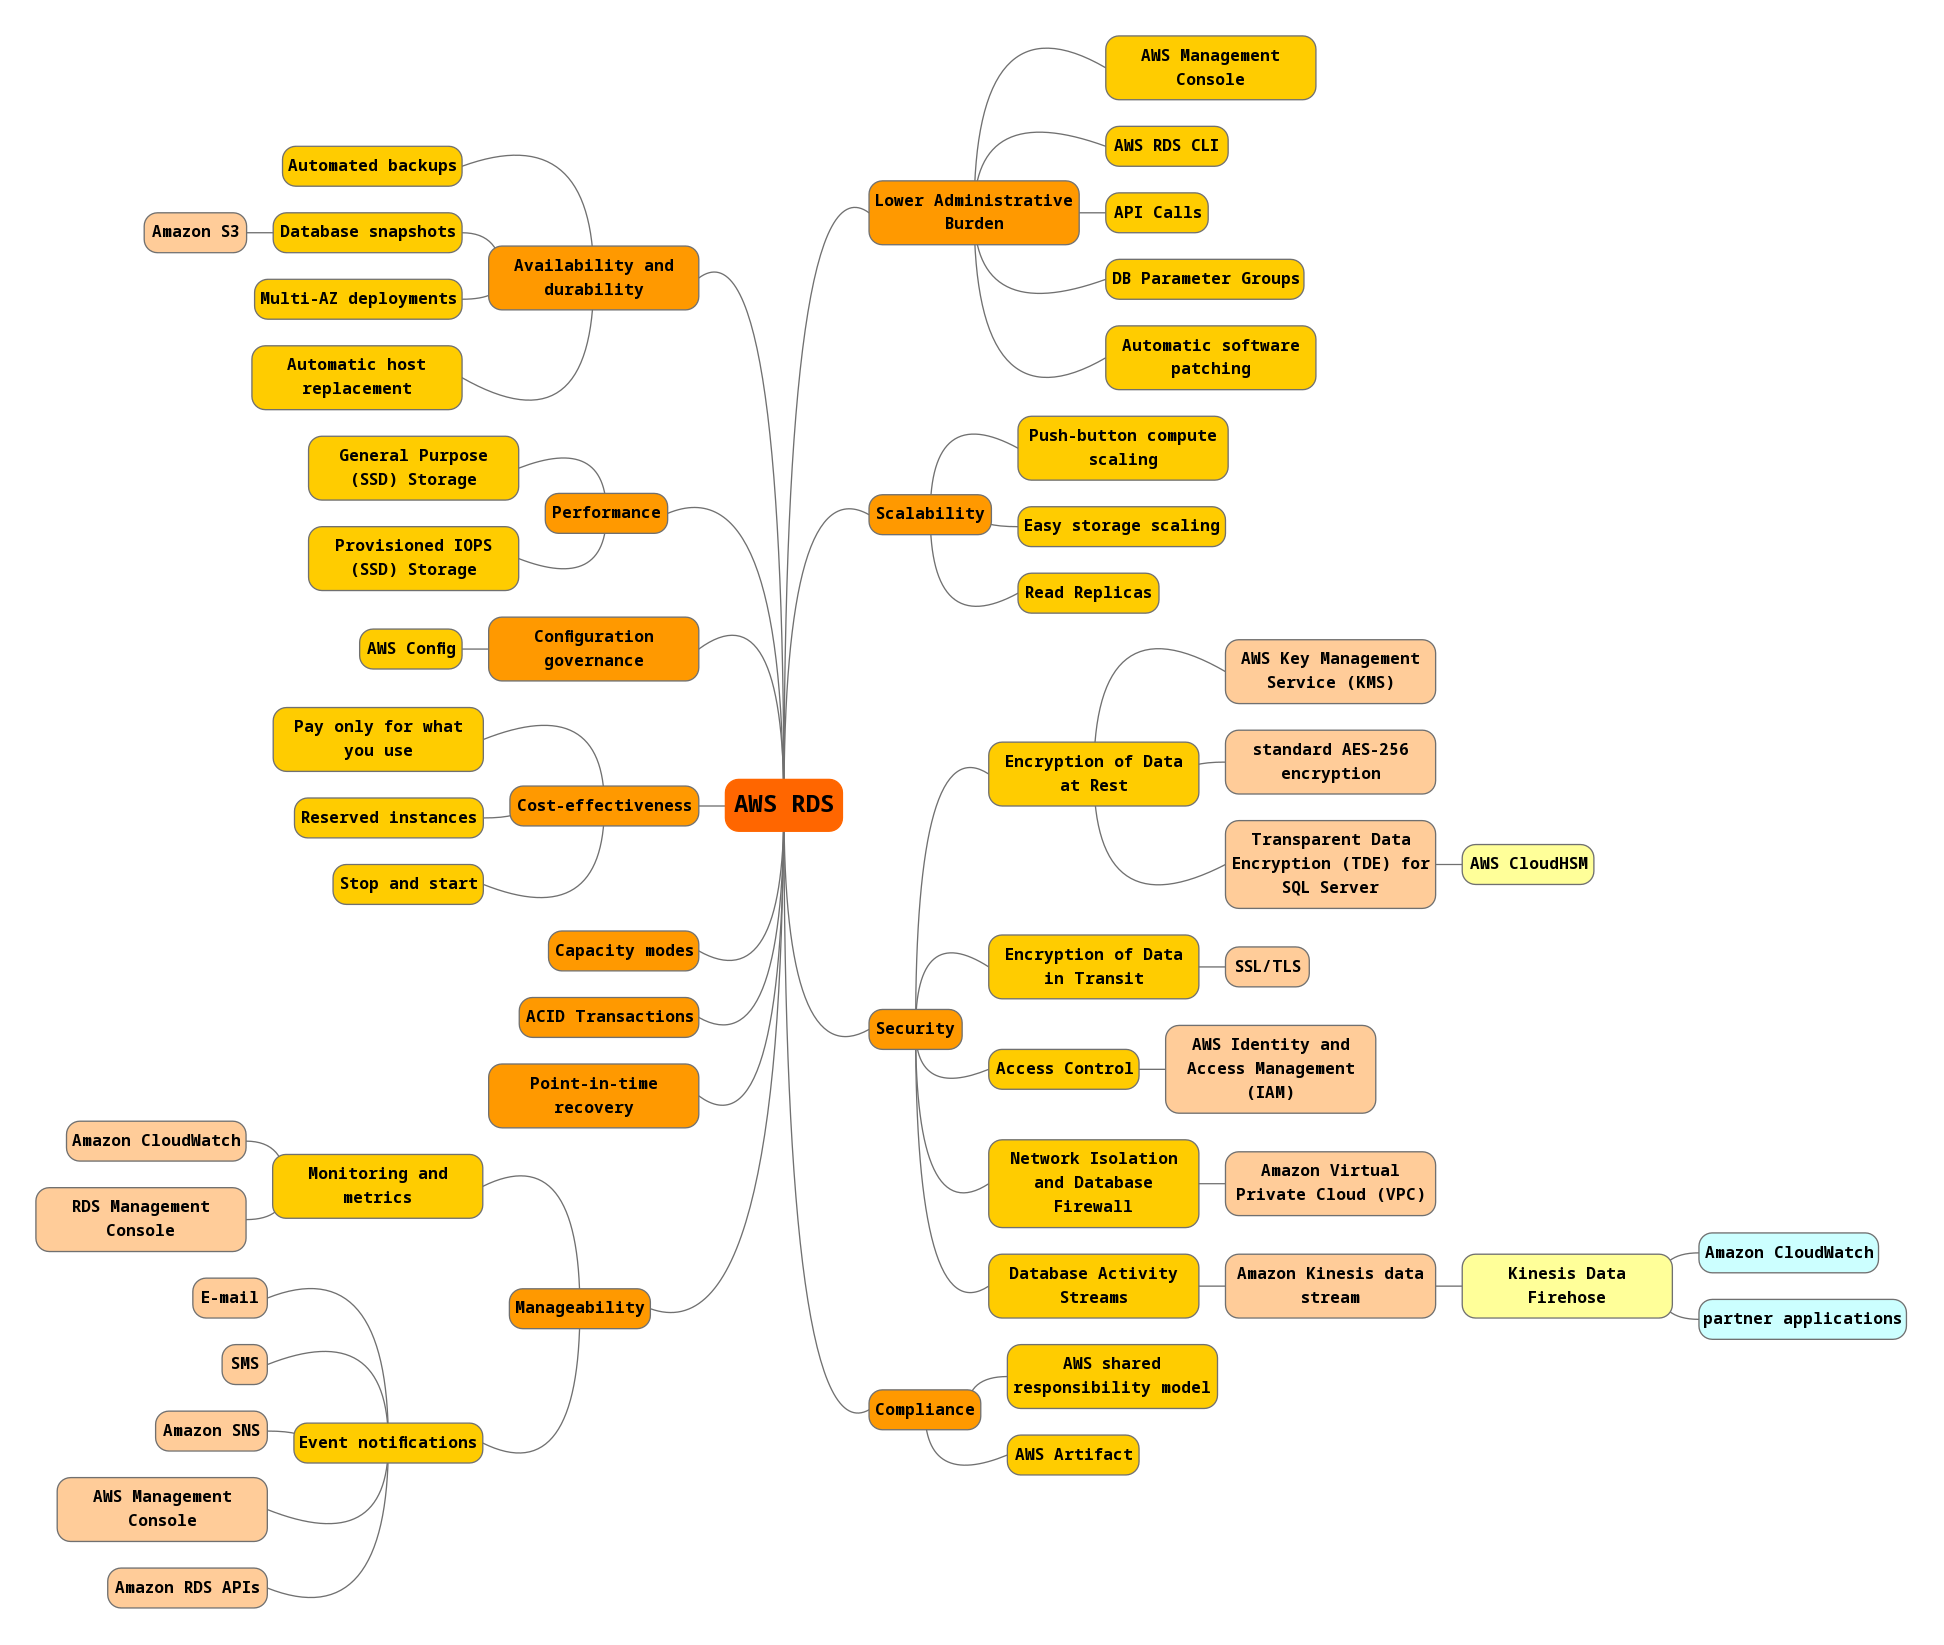 AWS RDS
Lower Administrative
Burden
AWS Management
Console
AWS RDS CLI
API Calls
DB Parameter Groups
Automatic software
patching
Scalability
Push-button compute
scaling
Easy storage scaling
Read Replicas
Security
Encryption of Data
at Rest
AWS Key Management
Service (KMS)
standard AES-256
encryption
Transparent Data
Encryption (TDE) for
SQL Server
AWS CloudHSM
Encryption of Data
in Transit
SSL/TLS
Access Control
AWS Identity and
Access Management
(IAM)
Network Isolation
and Database
Firewall
Amazon Virtual
Private Cloud (VPC)
Database Activity
Streams
Amazon Kinesis data
stream
Kinesis Data
Firehose
Amazon CloudWatch
partner applications
Compliance
AWS shared
responsibility model
AWS Artifact
Availability and
durability
Automated backups
Database snapshots
Amazon S3
Multi-AZ deployments
Automatic host
replacement
Performance
General Purpose
(SSD) Storage
Provisioned IOPS
(SSD) Storage
Configuration
governance
AWS Config
Cost-effectiveness
Pay only for what
you use
Reserved instances
Stop and start
Capacity modes
ACID Transactions
Point-in-time
recovery
Manageability
Monitoring and
metrics
Amazon CloudWatch
RDS Management
Console
Event notifications
E-mail
SMS
Amazon SNS
AWS Management
Console
Amazon RDS APIs